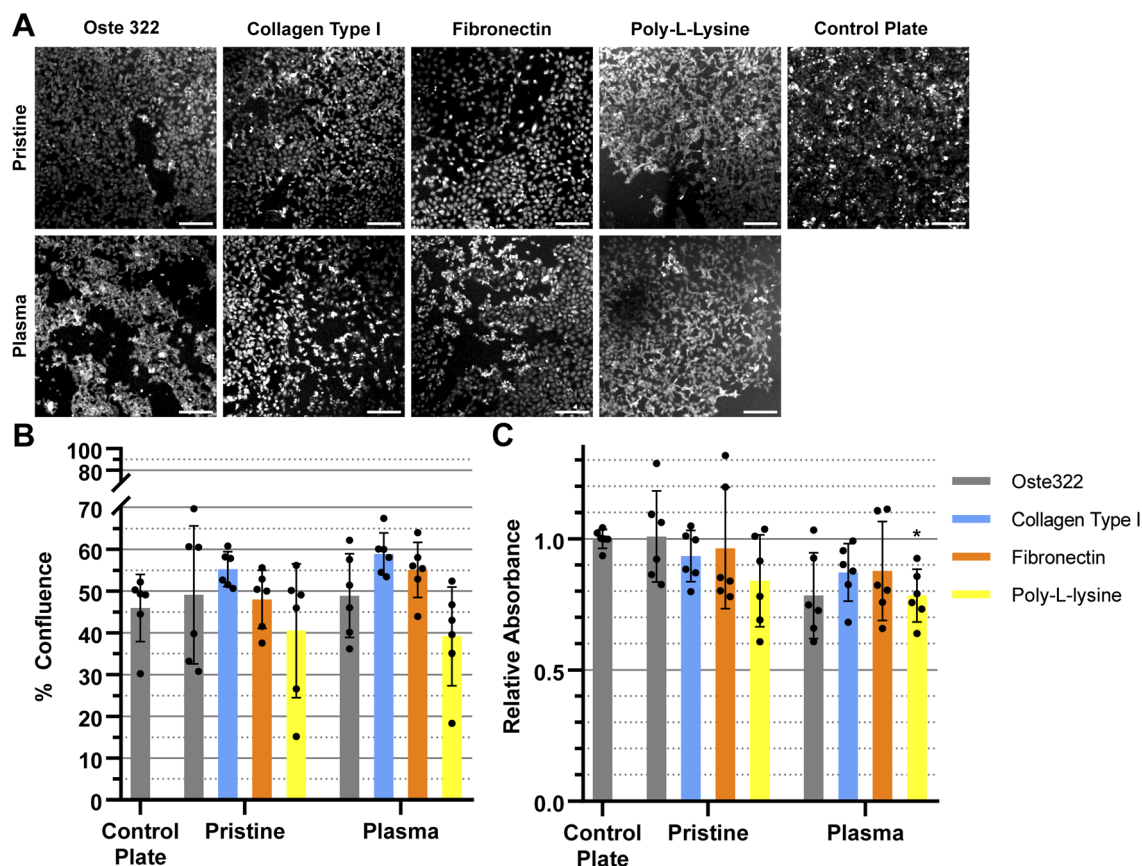 A
Oste 322 Collagen Type I Fibronectin Poly-L-Lysine Control Plate
Pristine
Plasma
B
% Confluence
100
80
70
60
50
40
30
20
10
0
Control Plate
Pristine
Plasma
C
Relative Absorbance
1.0
0.5
0.0
*
Control Plate
Pristine
Plasma
Oste322
Collagen Type I
Fibronectin
Poly-L-lysine